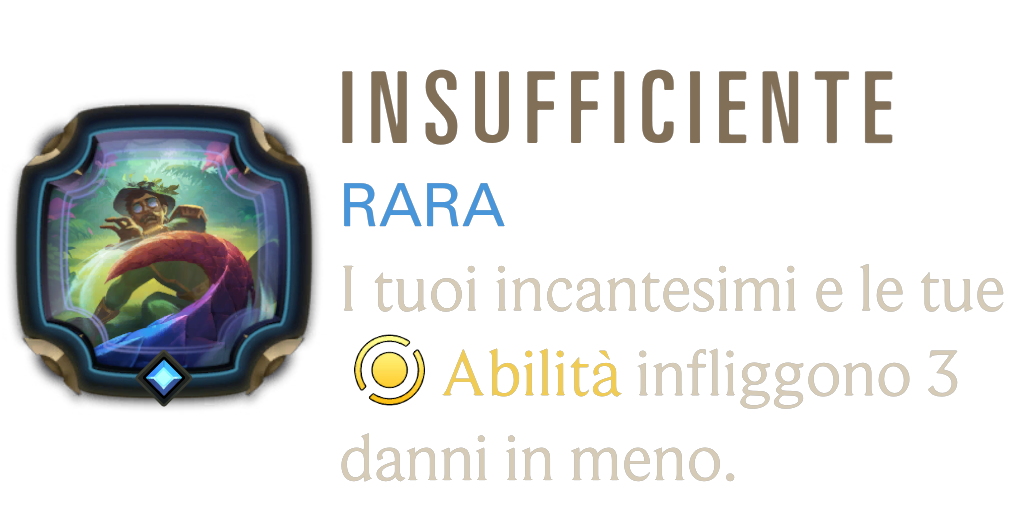 INSUFFICIENTE
RARA
I tuoi incantesimi e le tue
Abilità infliggono 3
danni in meno.